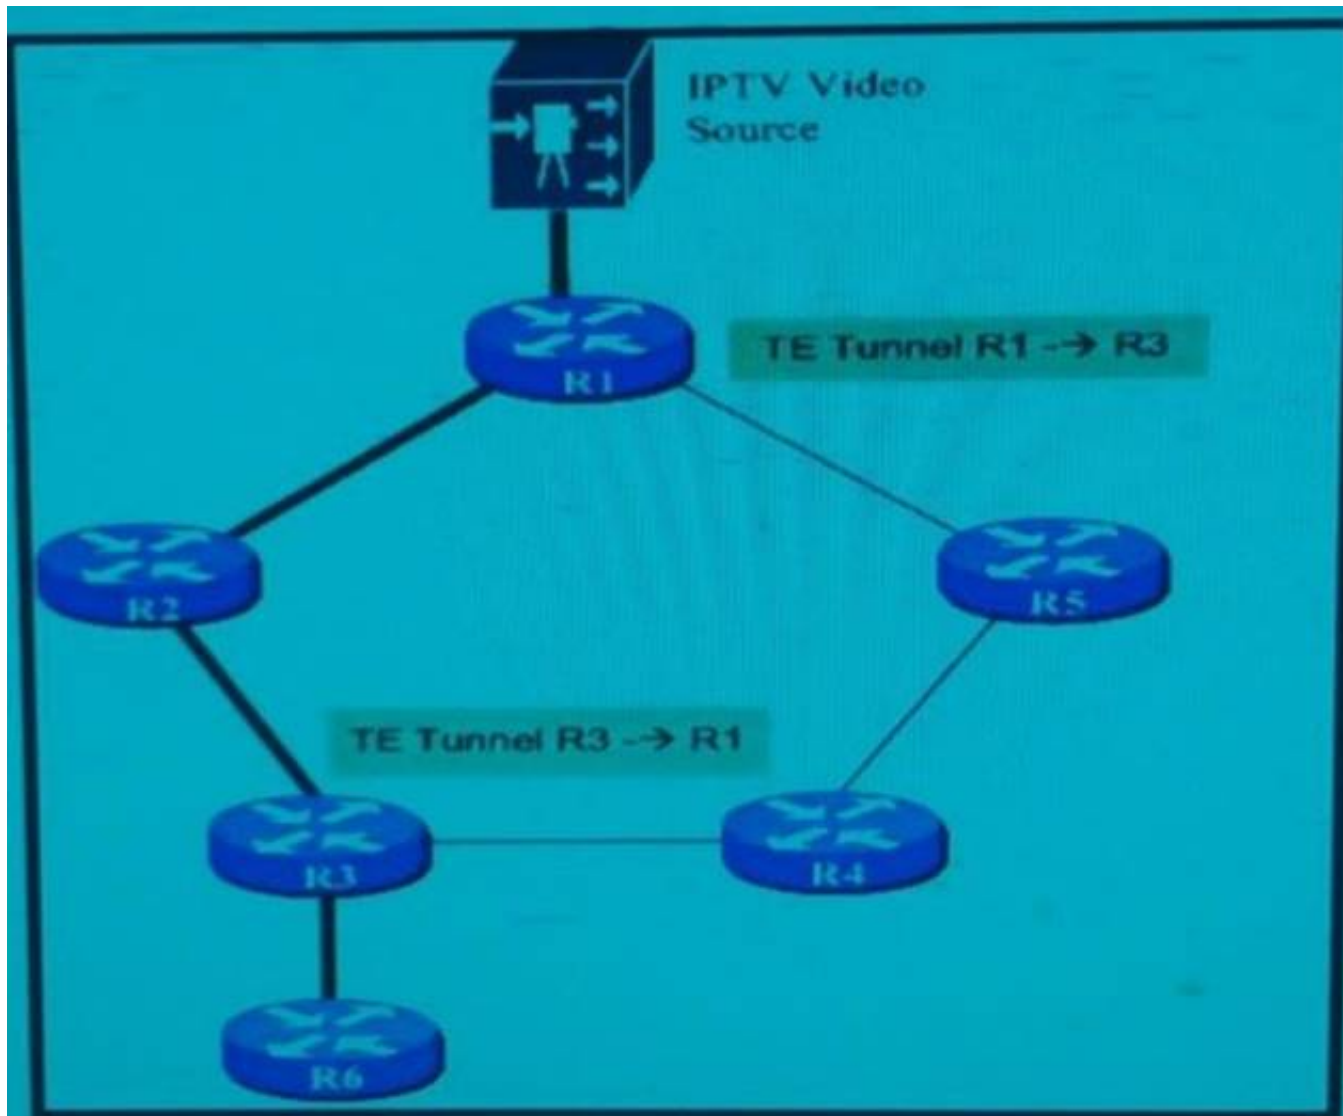 IPTV Video
Source
R1
TE Tunnel R1 -→ R3
R2
R5
TE Tunnel R3 -→ R1
R3
R4
R6